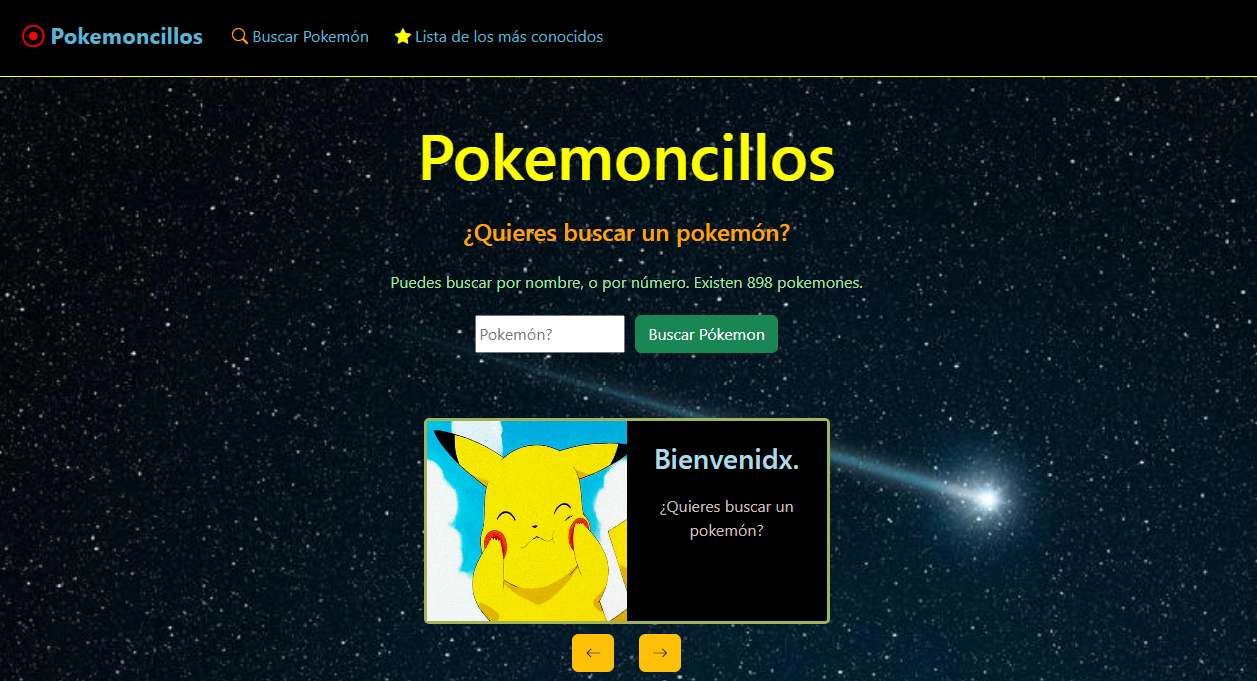 Pokemoncillos
Buscar Pokemón
Lista de los más conocidos
Pokemoncillos
¿Quieres buscar un pokemón?
Puedes buscar por nombre, o por número. Existen 898 pokemones.
Pokemón?
Buscar Pókemon
Bienvenidx.
¿Quieres buscar un
pokemón?